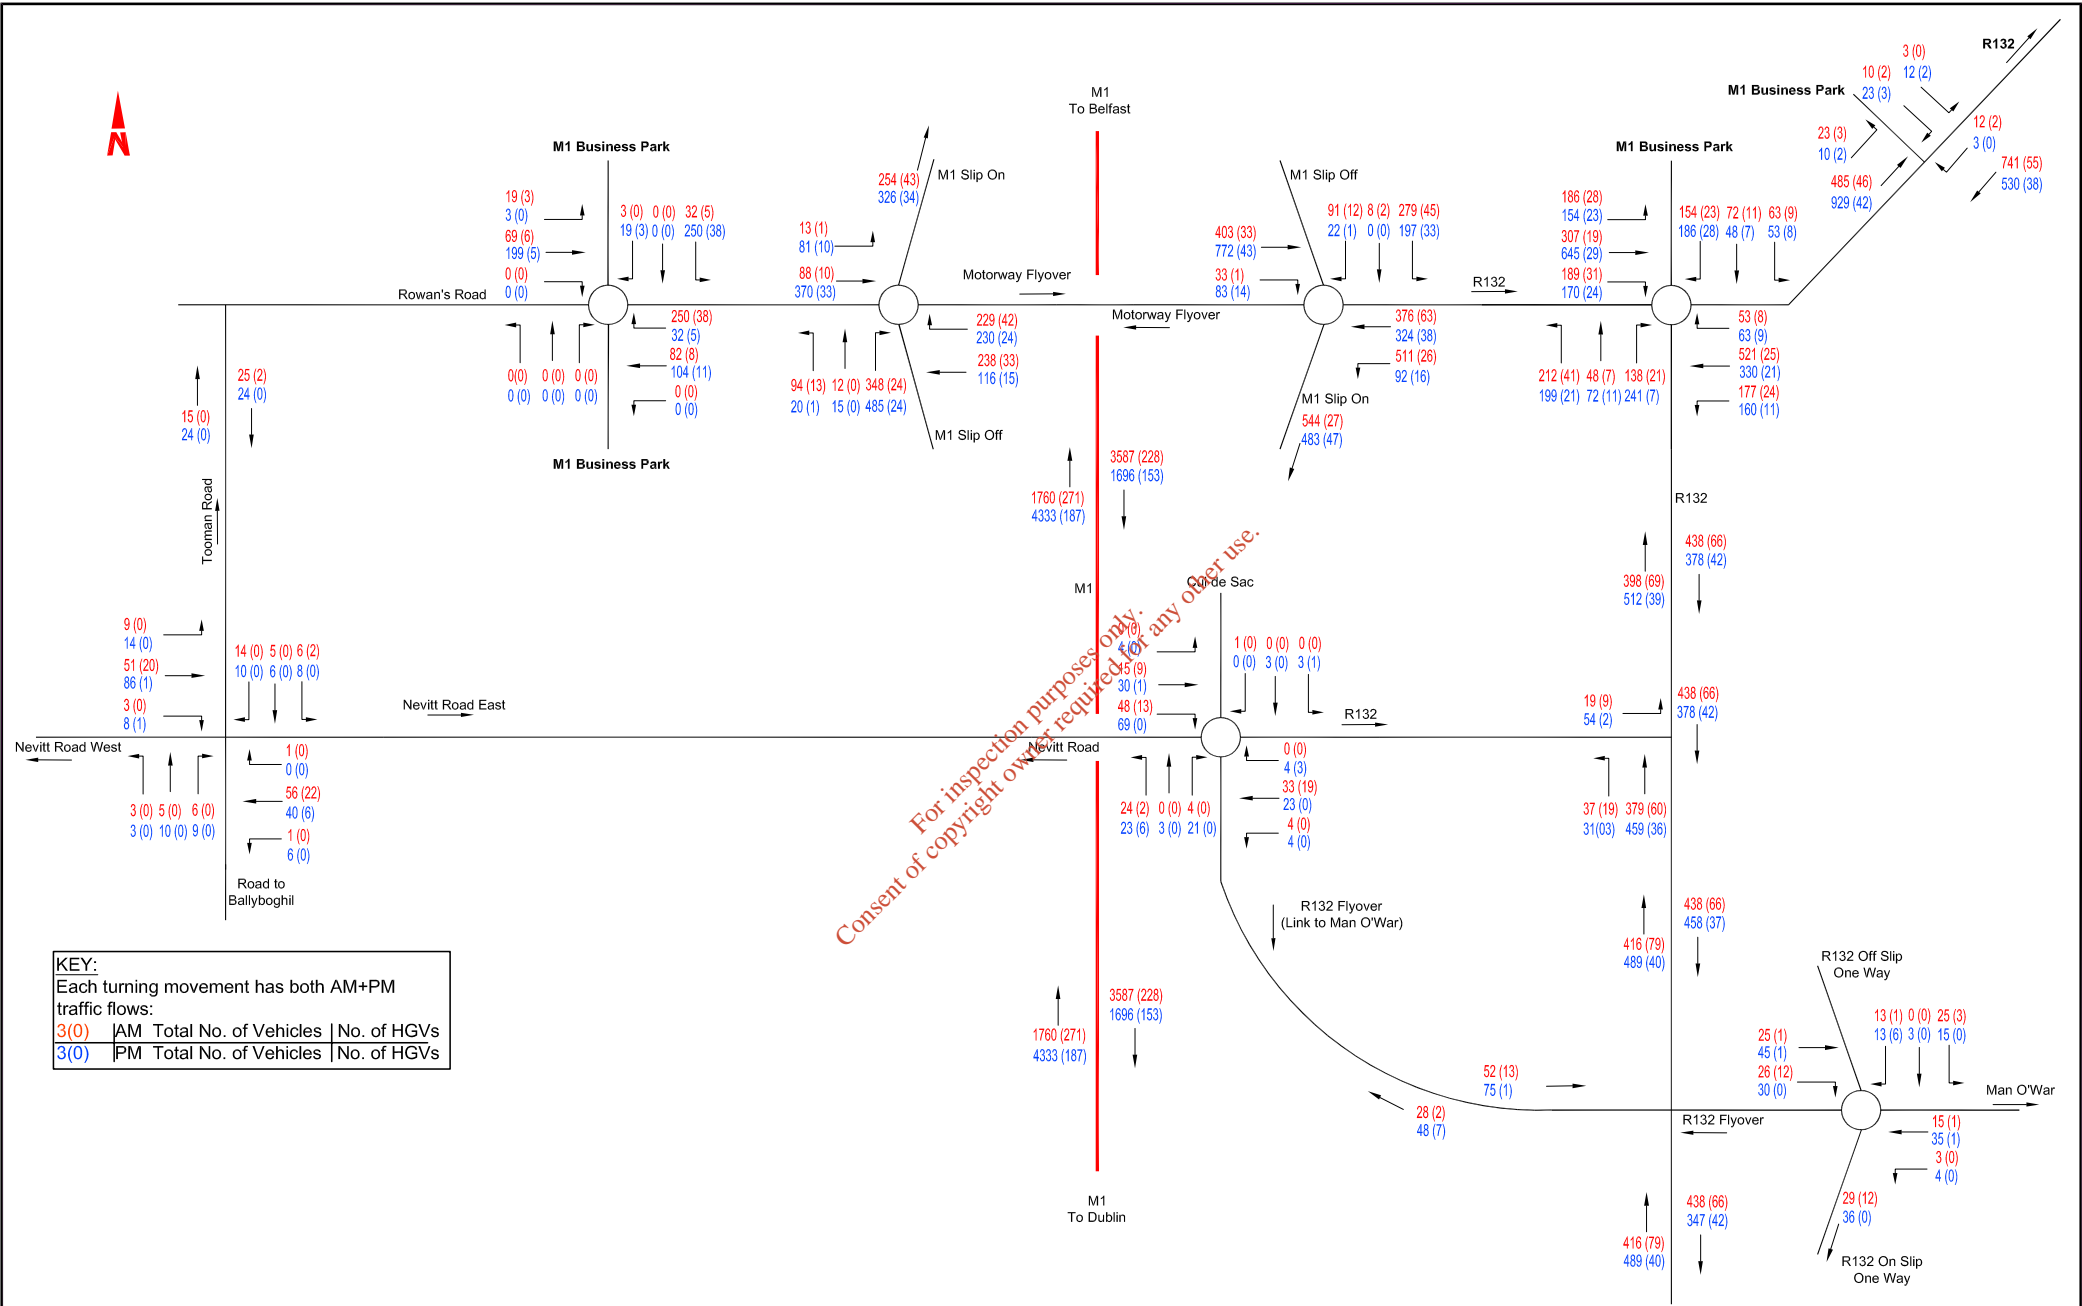 R132
3 (0)
12 (2)
10 (2)
23 (3)
M1 Business Park
12 (2)
3 (0)
23 (3)
10 (2)
741 (55)
530 (38)
485 (46)
929 (42)
N
M1
To Belfast
M1 Business Park
19 (3)
3 (0)
69 (6)
199 (5)
0 (0)
0 (0)
3 (0) 0 (0) 32 (5)
19 (3) 0 (0) 250 (38)
Rowan's Road
250 (38)
32 (5)
82 (8)
104 (11)
0 (0)
0 (0)
0(0) 0 (0) 0 (0)
0 (0) 0 (0) 0 (0)
M1 Business Park
254 (43)
326 (34)
M1 Slip On
13 (1)
81 (10)
88 (10)
370 (33)
Motorway Flyover
Motorway Flyover
229 (42)
230 (24)
238 (33)
116 (15)
94 (13) 12 (0) 348 (24)
20 (1) 15 (0) 485 (24)
M1 Slip Off
M1 Slip Off
403 (33)
772 (43)
33 (1)
83 (14)
91 (12) 8 (2) 279 (45)
22 (1) 0 (0) 197 (33)
R132
376 (63)
324 (38)
511 (26)
92 (16)
M1 Slip On
544 (27)
483 (47)
M1 Business Park
186 (28)
154 (23)
307 (19)
645 (29)
189 (31)
170 (24)
154 (23) 72 (11) 63 (9)
186 (28) 48 (7) 53 (8)
53 (8)
63 (9)
521 (25)
330 (21)
177 (24)
160 (11)
212 (41) 48 (7) 138 (21)
199 (21) 72 (11) 241 (7)
25 (2)
24 (0)
15 (0)
24 (0)
Tooman Road
3587 (228)
1696 (153)
1760 (271)
4333 (187)
M1
R132
438 (66)
378 (42)
398 (69)
512 (39)
9 (0)
14 (0)
51 (20)
86 (1)
3 (0)
8 (1)
14 (0) 5 (0) 6 (2)
10 (0) 6 (0) 8 (0)
Nevitt Road East
Nevitt Road West
1 (0)
0 (0)
56 (22)
40 (6)
1 (0)
6 (0)
3 (0) 5 (0) 6 (0)
3 (0) 10 (0) 9 (0)
Road to
Ballyboghil
Cul de Sac
4 (0)
15 (9)
30 (1)
48 (13)
69 (0)
1 (0) 0 (0) 0 (0)
0 (0) 3 (0) 3 (1)
R132
Nevitt Road
0 (0)
4 (3)
33 (19)
23 (0)
4 (0)
4 (0)
24 (2) 0 (0) 4 (0)
23 (6) 3 (0) 21 (0)
For inspection purposes only.
Consent of copyright owner required for any other use.
19 (9)
54 (2)
438 (66)
378 (42)
37 (19) 379 (60)
31(03) 459 (36)
R132 Flyover
(Link to Man O'War)
438 (66)
458 (37)
416 (79)
489 (40)
KEY:
Each turning movement has both AM+PM
traffic flows:
3(0) AM Total No. of Vehicles No. of HGVs
3(0) PM Total No. of Vehicles No. of HGVs
3587 (228)
1696 (153)
1760 (271)
4333 (187)
52 (13)
75 (1)
28 (2)
48 (7)
R132 Off Slip
One Way
25 (1)
45 (1)
26 (12)
30 (0)
13 (1) 0 (0) 25 (3)
13 (6) 3 (0) 15 (0)
Man O'War
R132 Flyover
15 (1)
35 (1)
3 (0)
4 (0)
29 (12)
36 (0)
R132 On Slip
One Way
M1
To Dublin
438 (66)
347 (42)
416 (79)
489 (40)